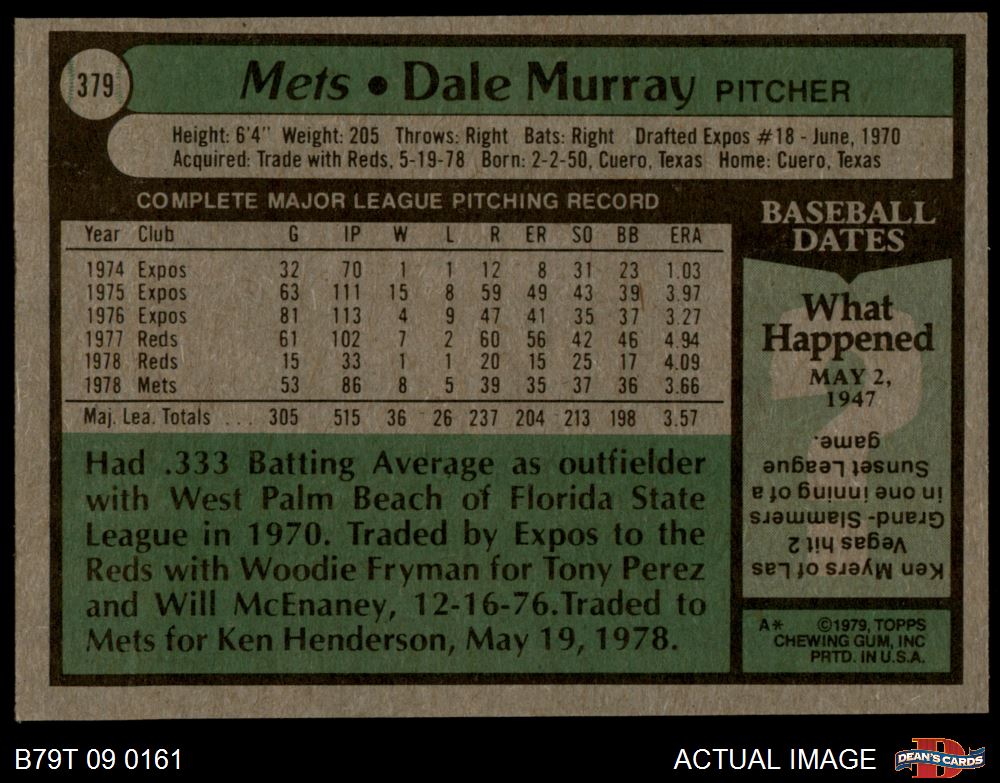 379
Mets • Dale Murray PITCHER
Height: 6'4" Weight: 205 Throws: Right Bats: Right Drafted Expos #18 - June, 1970
Acquired: Trade with Reds, 5-19-78 Born: 2-2-50, Cuero, Texas Home: Cuero, Texas
COMPLETE MAJOR LEAGUE PITCHING RECORD
Year Club G IP W L R ER SO BB ERA
1974 Expos 32 70 1 1 12 8 31 23 1.03
1975 Expos 63 111 15 8 59 49 43 39 3.97
1976 Expos 81 113 4 9 47 41 35 37 3.27
1977 Reds 61 102 7 2 60 56 42 46 4.94
1978 Reds 15 33 1 1 20 15 25 17 4.09
1978 Mets 53 86 8 5 39 35 37 36 3.66
Maj. Lea. Totals . . . 305 515 36 26 237 204 213 198 3.57
Had .333 Batting Average as outfielder
with West Palm Beach of Florida State
League in 1970. Traded by Expos to the
Reds with Woodie Fryman for Tony Perez
and Will McEnaney, 12-16-76.Traded to
Mets for Ken Henderson, May 19, 1978.
BASEBALL
DATES
What
Happened
MAY 2,
1947
Ken Myers of Las
Vegas hit 2
Grand-Slammers
in one inning of a
Sunset League
game.
A* ©1979, TOPPS
CHEWING GUM, INC
PRTD. IN U.S.A.
B79T 09 0161
ACTUAL IMAGE
D
DEAN'S CARDS